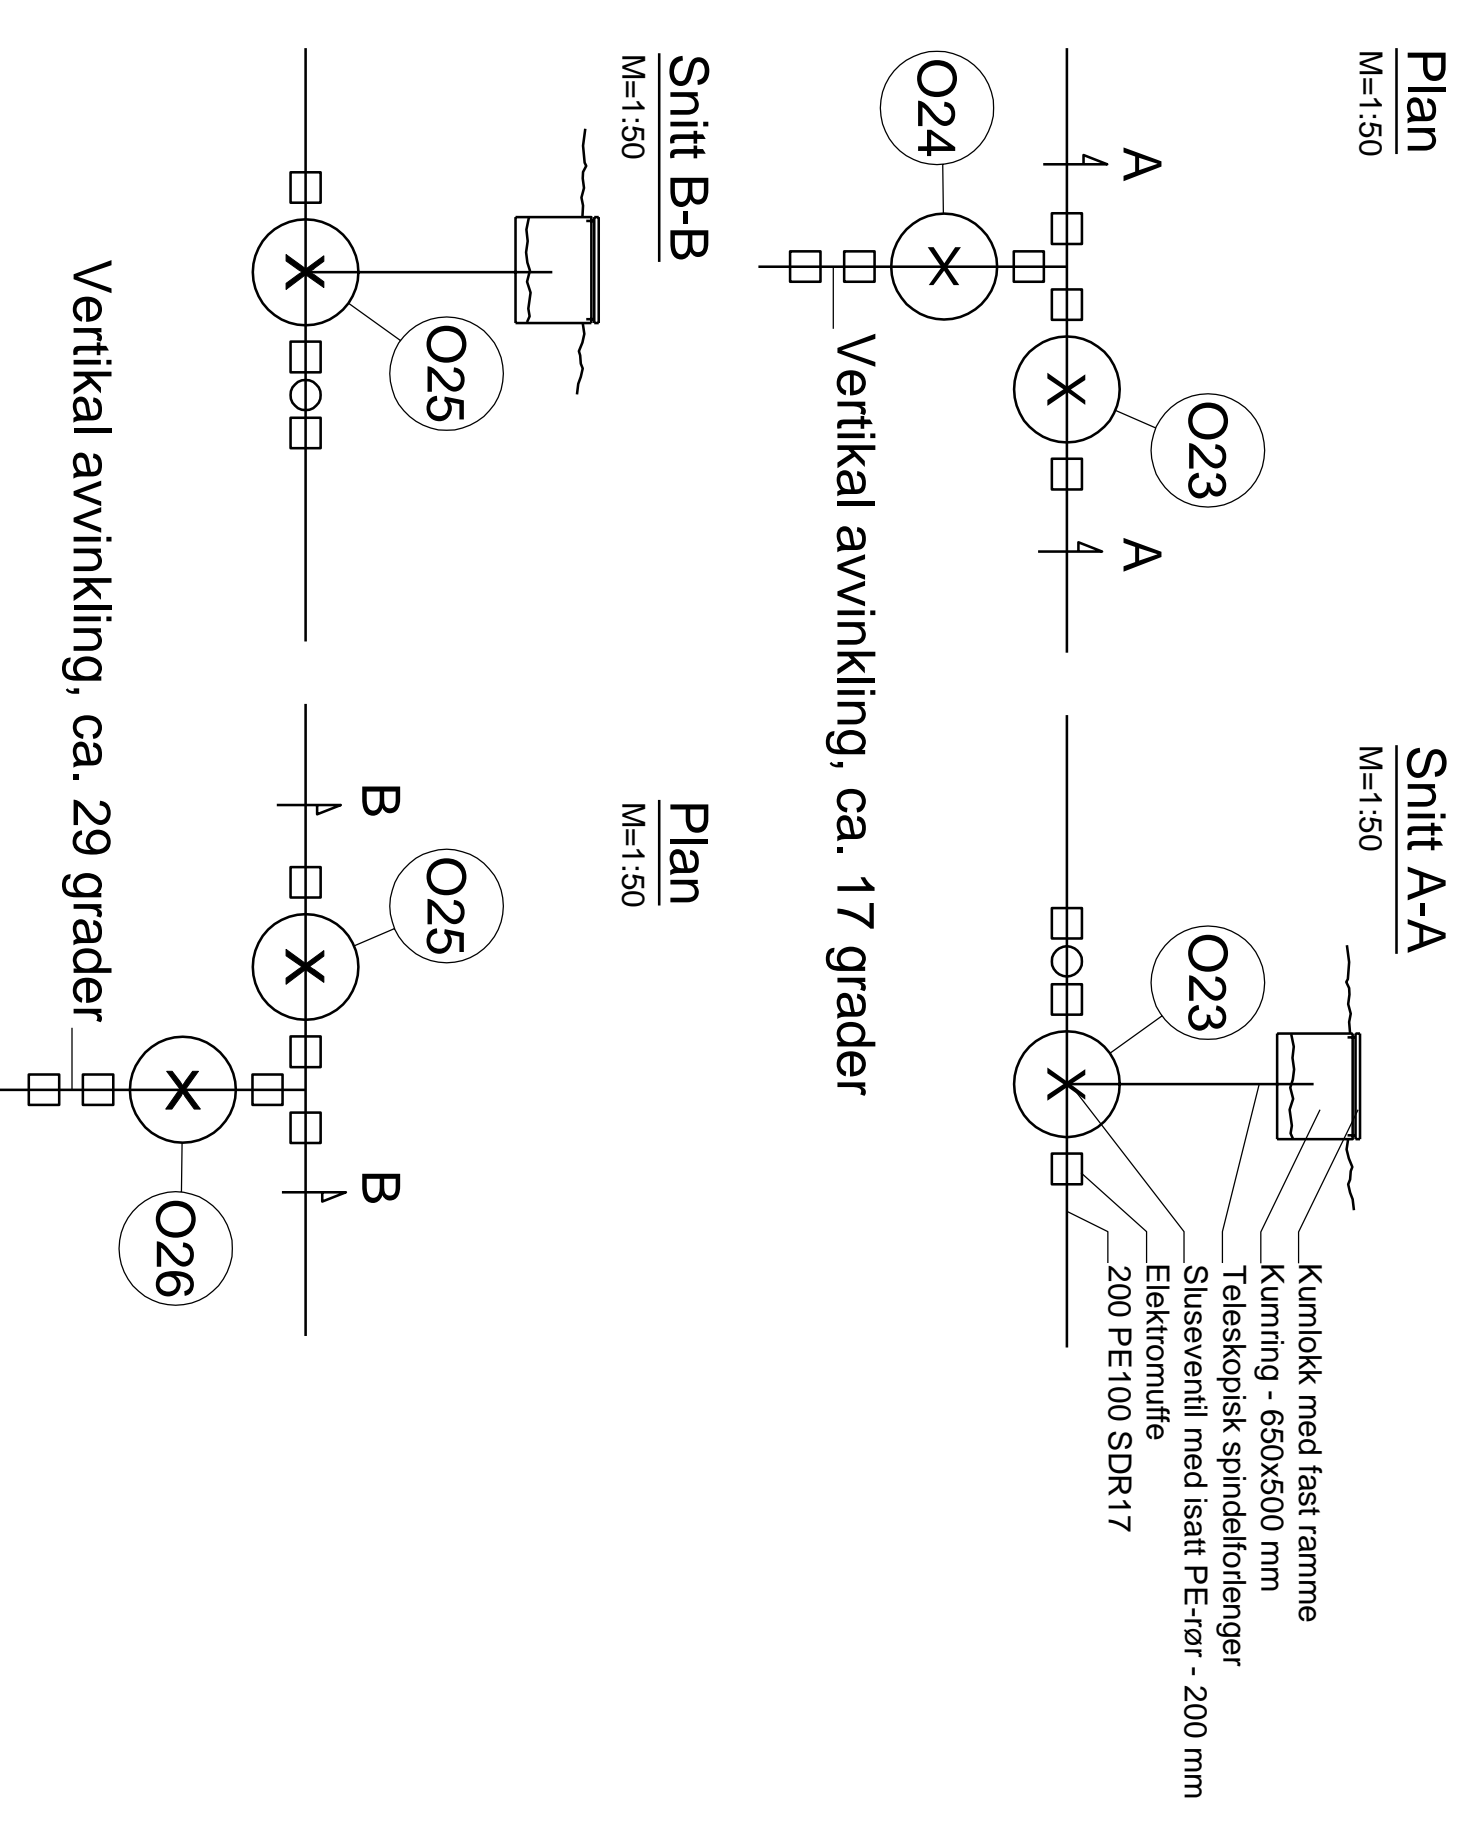 Plan
M=1:50
A
A
O23
O24
Vertikal avvinkling, ca. 17 grader
Snitt A-A
M=1:50
O23
Kumlokk med fast ramme
Kumring - 650x500 mm
Teleskopisk spindelforlenger
Sluseventil med isatt PE-rør - 200 mm
Elektromuffe
200 PE100 SDR17
Snitt B-B
M=1:50
O25
Plan
M=1:50
B
B
O25
O26
Vertikal avvinkling, ca. 29 grader